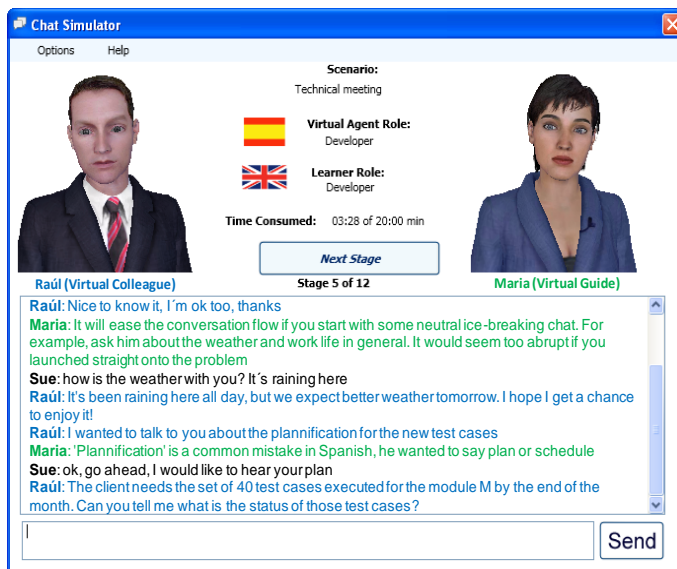 Chat Simulator
Options Help
Scenario:
Technical meeting
Virtual Agent Role:
Developer
Learner Role:
Developer
Time Consumed: 03:28 of 20:00 min
Next Stage
Raúl (Virtual Colleague) Stage 5 of 12 Maria (Virtual Guide)
Raúl: Nice to know it, I´m ok too, thanks
Maria: It will ease the conversation flow if you start with some neutral ice-breaking chat. For
example, ask him about the weather and work life in general. It would seem too abrupt if you
launched straight onto the problem
Sue: how is the weather with you? It´s raining here
Raúl: It's been raining here all day, but we expect better weather tomorrow. I hope I get a chance
to enjoy it!
Raúl: I wanted to talk to you about the plannification for the new test cases
Maria: 'Plannification' is a common mistake in Spanish, he wanted to say plan or schedule
Sue: ok, go ahead, I would like to hear your plan
Raúl: The client needs the set of 40 test cases executed for the module M by the end of the
month. Can you tell me what is the status of those test cases?
Send